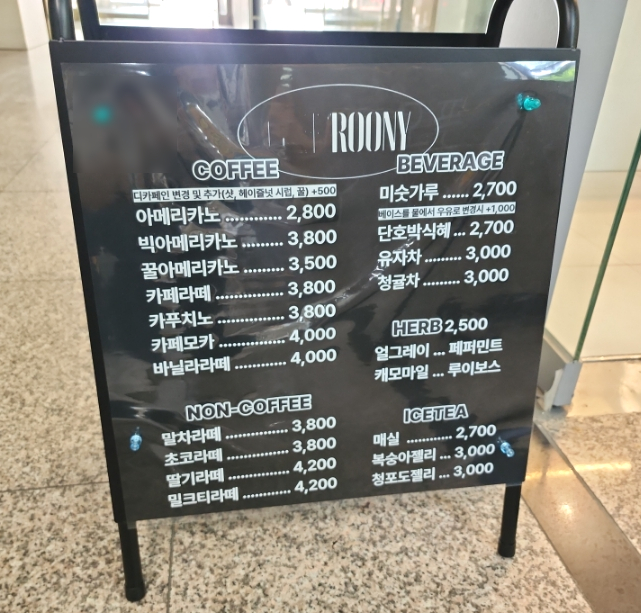 ROONY
COFFEE
디카페인 변경 및 추가(샷, 헤이즐넛 시럽, 꿀) +500
아메리카노 ............ 2,800
빅아메리카노 ......... 3,800
꿀아메리카노 ......... 3,500
카페라떼 ............... 3,800
카푸치노 ............... 3,800
카페모카 ............... 4,000
바닐라라떼 ............ 4,000
NON-COFFEE
말차라떼 ............... 3,800
초코라떼 ............... 3,800
딸기라떼 ............... 4,200
밀크티라떼 ............ 4,200
BEVERAGE
미숫가루 ...... 2,700
베이스를 물에서 우유로 변경시 +1,000
단호박식혜 ... 2,700
유자차 ......... 3,000
청귤차 ......... 3,000
HERB 2,500
얼그레이 ... 페퍼민트
캐모마일 ... 루이보스
ICETEA
매실 ............ 2,700
복숭아젤리 ... 3,000
청포도젤리 ... 3,000